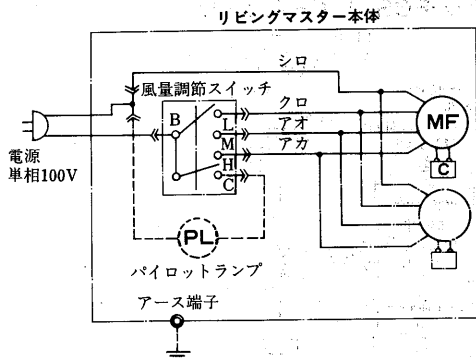 リビングマスター本体
シロ
風量調節スイッチ
クロ
B
L
アオ
MF
M
アカ
H
電源
単相100V
C
C
PL
パイロットランプ
アース端子